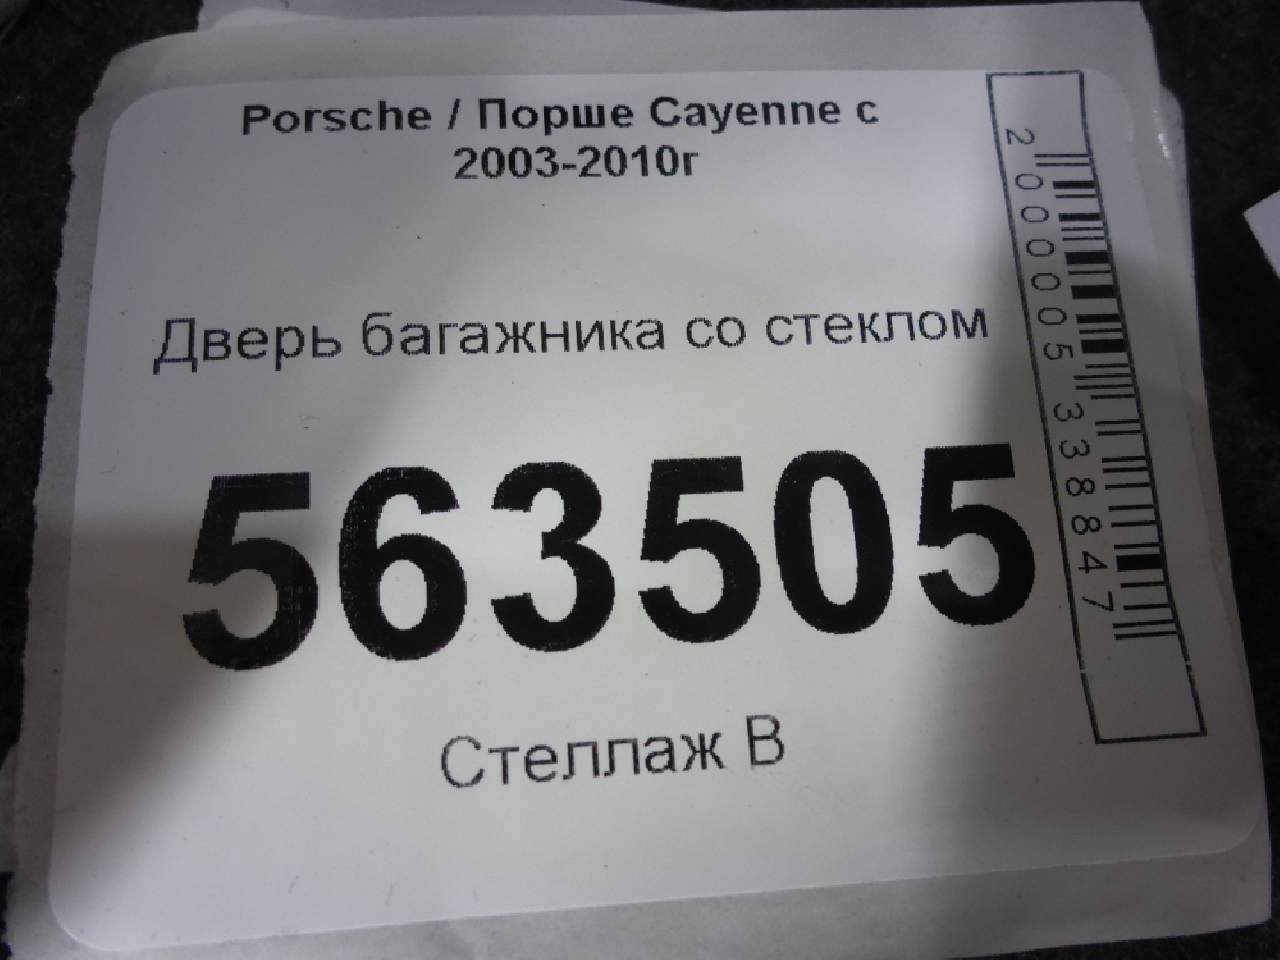 Porsche / Порше Cayenne с
2003-2010г
Дверь багажника со стеклом
563505
Стеллаж В
2000005338847